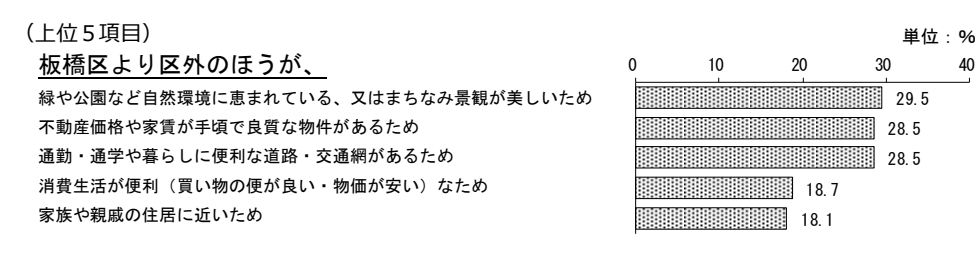 （上位５項目）
単位：%
板橋区より区外のほうが、
0 10 20 30 40
緑や公園など自然環境に恵まれている、又はまちなみ景観が美しいため 29.5
不動産価格や家賃が手頃で良質な物件があるため 28.5
通勤・通学や暮らしに便利な道路・交通網があるため 28.5
消費生活が便利（買い物の便が良い・物価が安い）なため 18.7
家族や親戚の住居に近いため 18.1